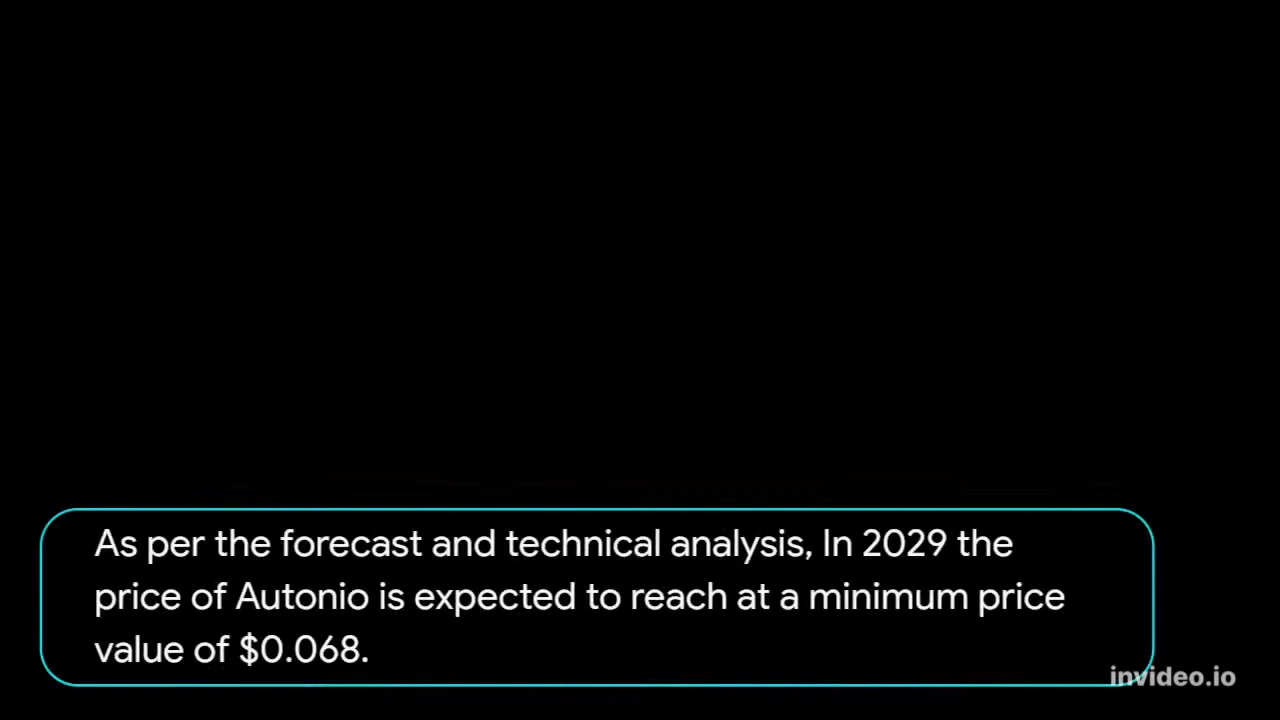 As per the forecast and technical analysis, In 2029 the
price of Autonio is expected to reach at a minimum price
value of $0.068.
invideo.io